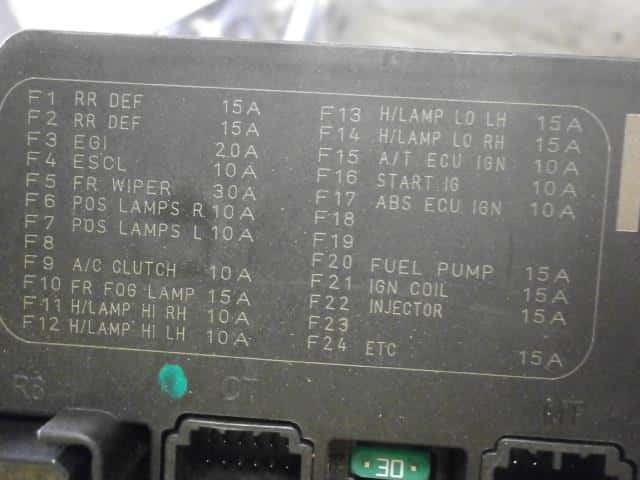 F1 RR DEF 15A
F2 RR DEF 15A
F3 EGI 20A
F4 ESCL 10A
F5 FR WIPER 30A
F6 POS LAMPS R 10A
F7 POS LAMPS L 10A
F8
F9 A/C CLUTCH 10A
F10 FR FOG LAMP 15A
F11 H/LAMP HI RH 10A
F12 H/LAMP HI LH 10A
F13 H/LAMP LO LH 15A
F14 H/LAMP LO RH 15A
F15 A/T ECU IGN 10A
F16 START IG 10A
F17 ABS ECU IGN 10A
F18
F19
F20 FUEL PUMP 15A
F21 IGN COIL 15A
F22 INJECTOR 15A
F23
F24 ETC 15A
CT
30